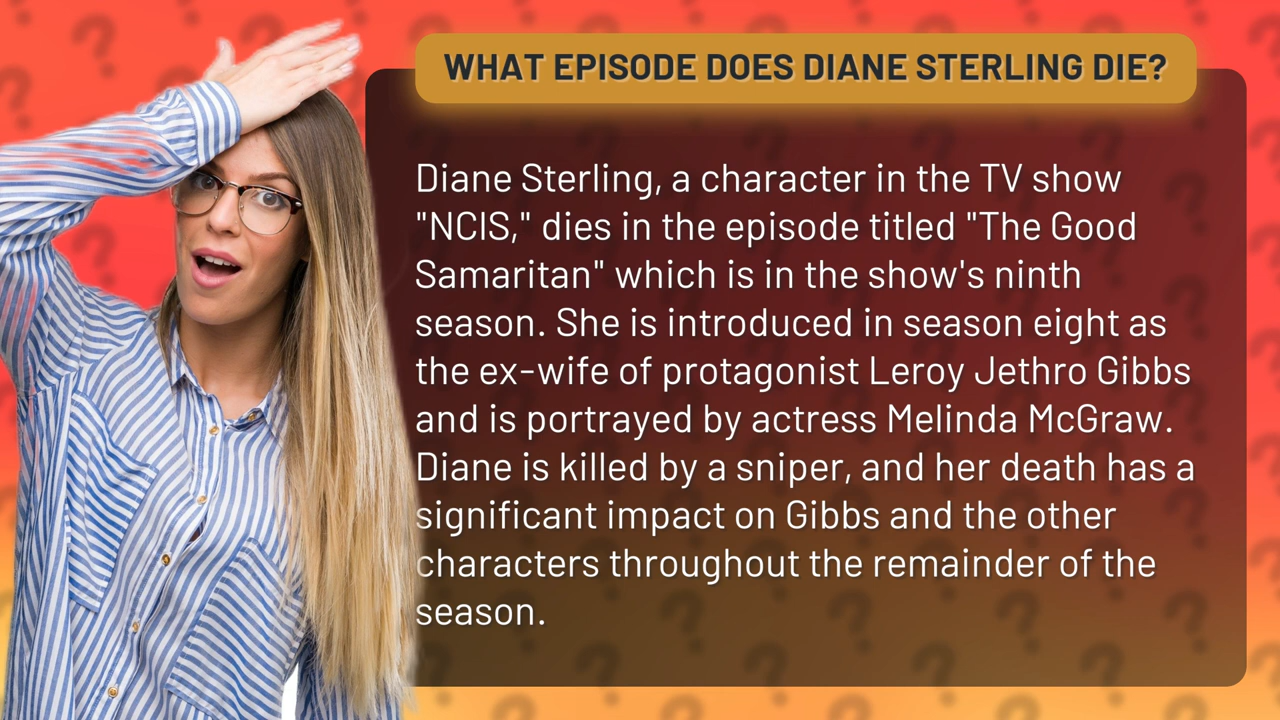 WHAT EPISODE DOES DIANE STERLING DIE?
Diane Sterling, a character in the TV show
"NCIS," dies in the episode titled "The Good
Samaritan" which is in the show's ninth
season. She is introduced in season eight as
the ex-wife of protagonist Leroy Jethro Gibbs
and is portrayed by actress Melinda McGraw.
Diane is killed by a sniper, and her death has a
significant impact on Gibbs and the other
characters throughout the remainder of the
season.